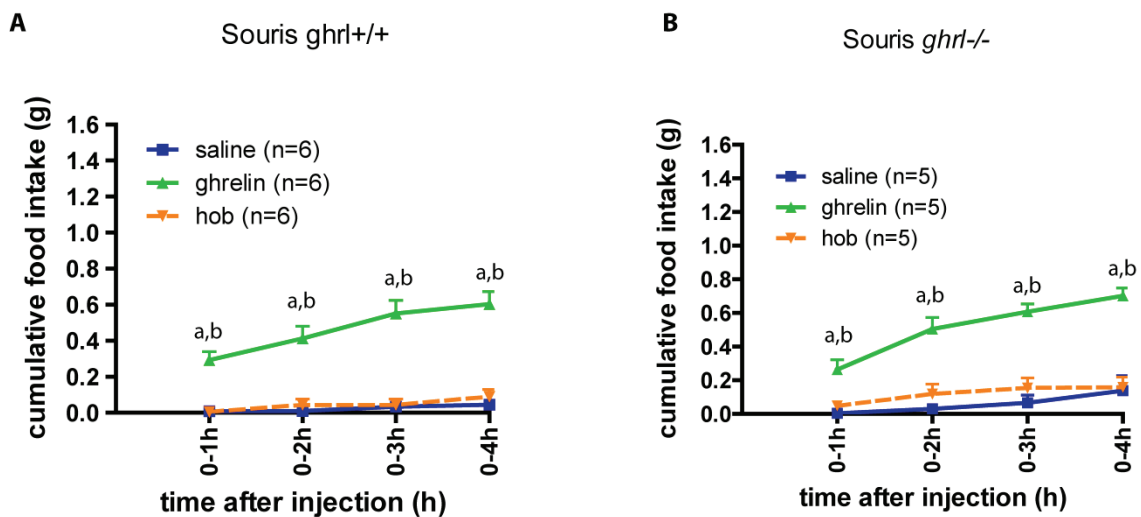 A
Souris ghrl+/+
cumulative food intake (g)
1.6
1.4
1.2
1.0
0.8
0.6
0.4
0.2
0.0
saline (n=6)
ghrelin (n=6)
hob (n=6)
a,b
a,b
a,b
a,b
0-1h
0-2h
0-3h
0-4h
time after injection (h)
B
Souris ghrl-/-
cumulative food intake (g)
1.6
1.4
1.2
1.0
0.8
0.6
0.4
0.2
0.0
saline (n=5)
ghrelin (n=5)
hob (n=5)
a,b
a,b
a,b
a,b
0-1h
0-2h
0-3h
0-4h
time after injection (h)